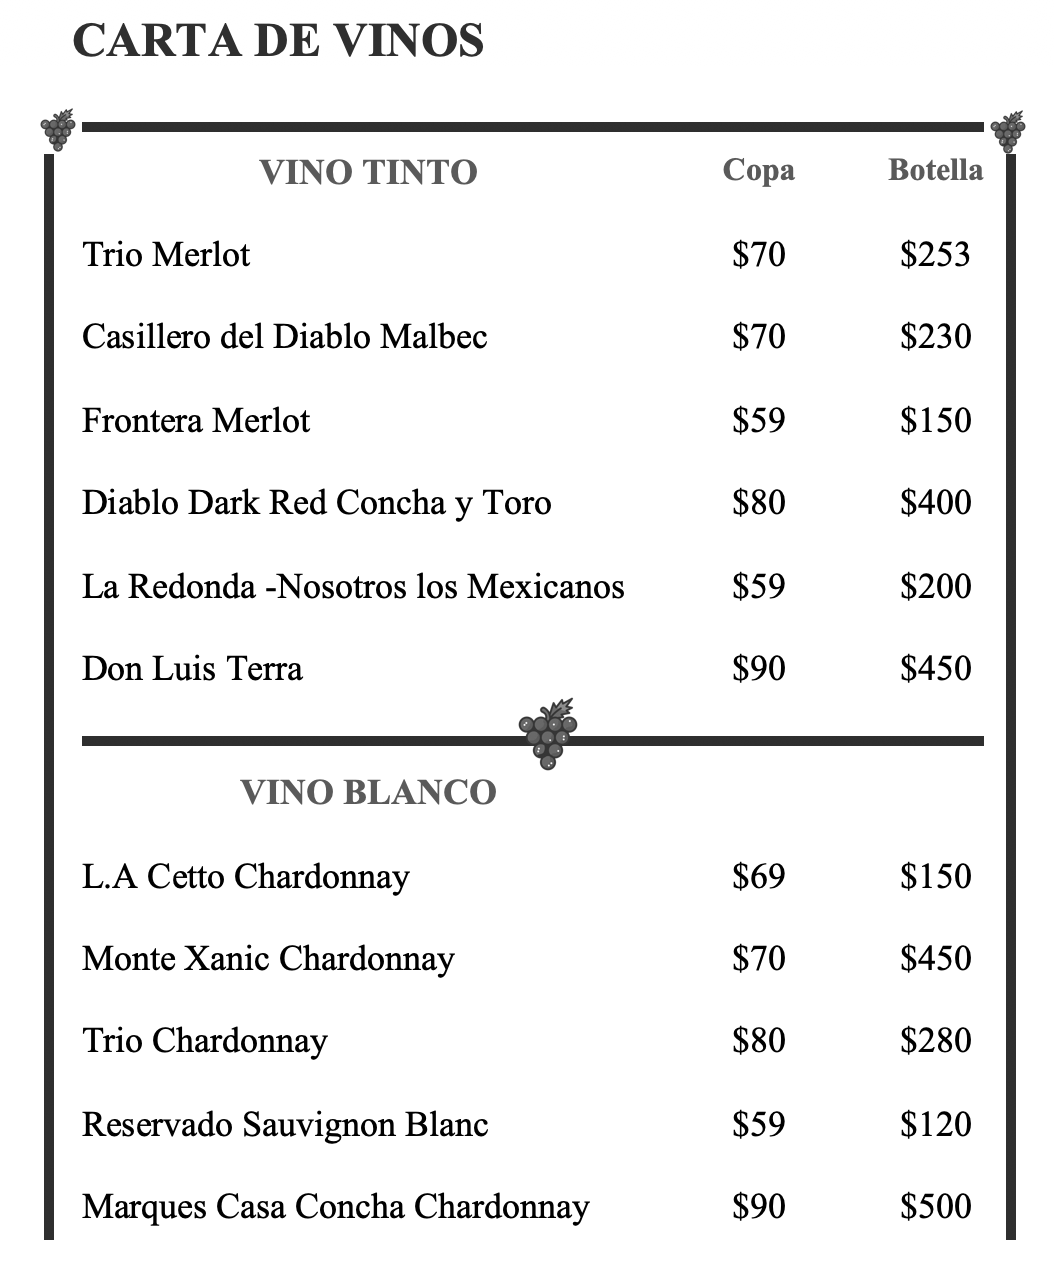 CARTA DE VINOS
VINO TINTO Copa Botella
Trio Merlot $70 $253
Casillero del Diablo Malbec $70 $230
Frontera Merlot $59 $150
Diablo Dark Red Concha y Toro $80 $400
La Redonda -Nosotros los Mexicanos $59 $200
Don Luis Terra $90 $450
VINO BLANCO
L.A Cetto Chardonnay $69 $150
Monte Xanic Chardonnay $70 $450
Trio Chardonnay $80 $280
Reservado Sauvignon Blanc $59 $120
Marques Casa Concha Chardonnay $90 $500